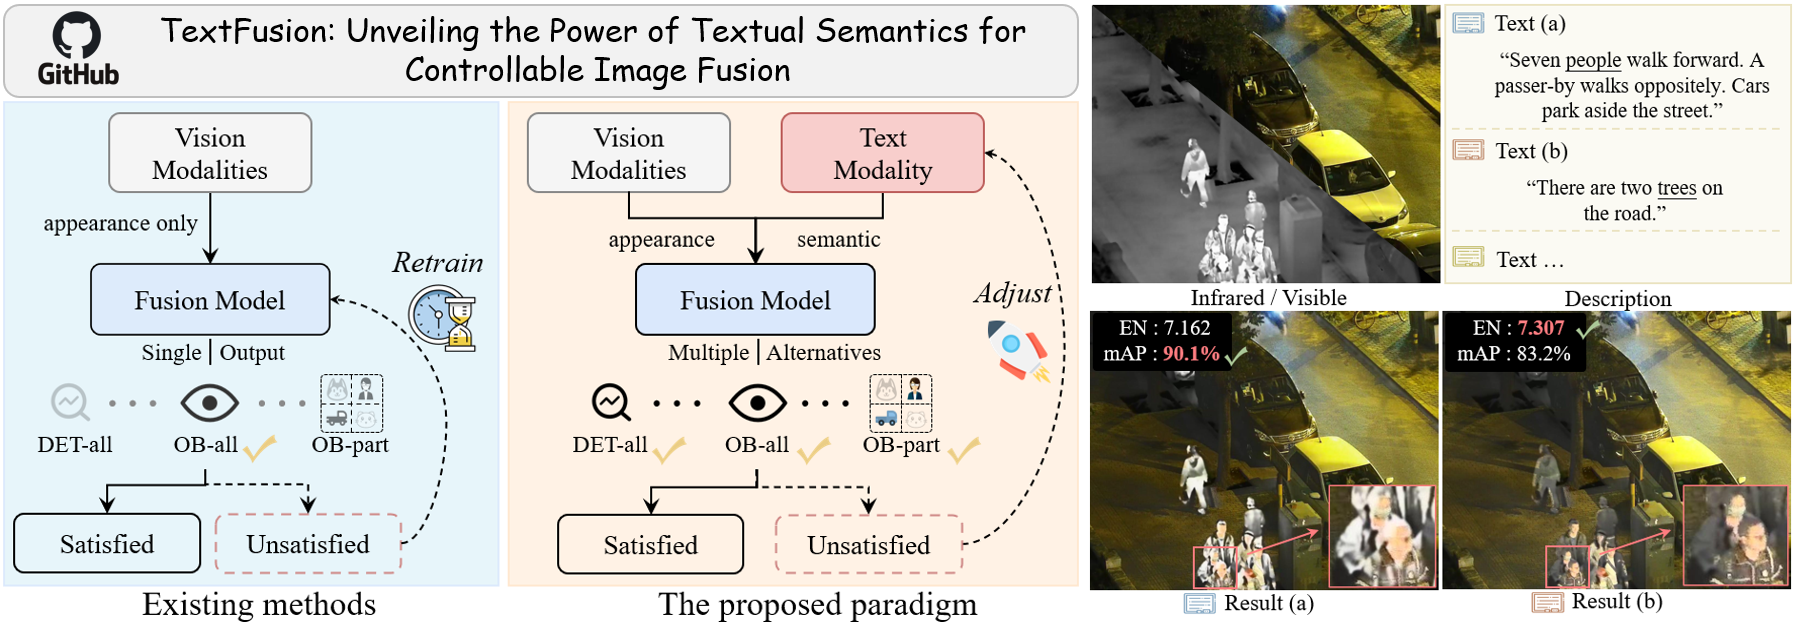 TextFusion: Unveiling the Power of Textual Semantics for
Controllable Image Fusion
GitHub
Vision
Modalities
appearance only
Retrain
Fusion Model
Single | Output
DET-all
OB-all
OB-part
Satisfied
Unsatisfied
Existing methods
Vision
Modalities
Text
Modality
appearance
semantic
Adjust
Fusion Model
Multiple | Alternatives
DET-all
OB-all
OB-part
Satisfied
Unsatisfied
The proposed paradigm
Infrared / Visible
Text (a)
“Seven people walk forward. A
passer-by walks oppositely. Cars
park aside the street.”
Text (b)
“There are two trees on
the road.”
Text …
Description
EN : 7.162
mAP : 90.1%
Result (a)
EN : 7.307
mAP : 83.2%
Result (b)